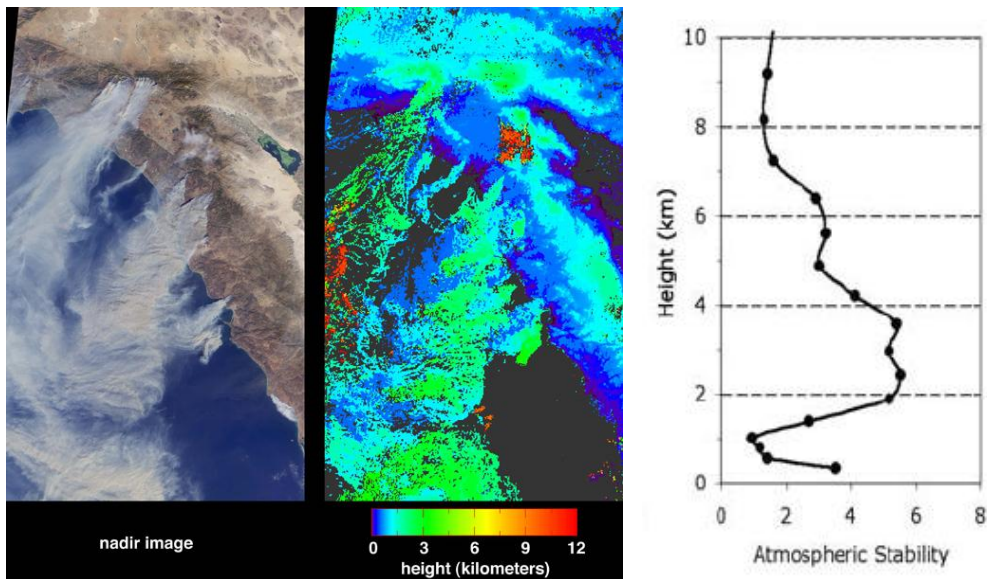 nadir image
0 3 6 9 12
height (kilometers)
10
8
6
4
2
0
Height (km)
0 2 4 6 8
Atmospheric Stability